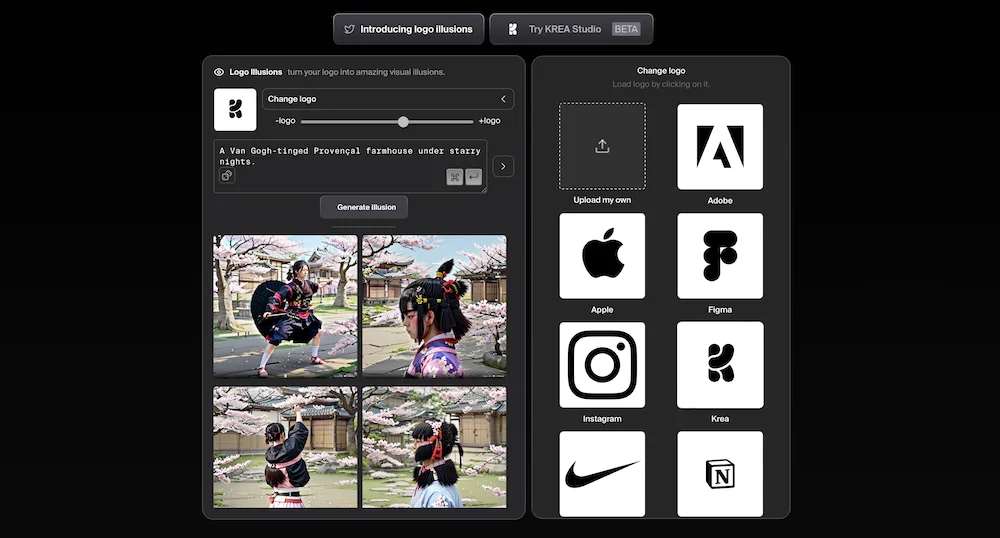 Introducing logo illusions
Try KREA Studio BETA
Logo Illusions turn your logo into amazing visual illusions.
Change logo
-logo +logo
A Van Gogh-tinged Provençal farmhouse under starry
nights.
Generate illusion
Change logo
Load logo by clicking on it.
Upload my own
Adobe
Apple
Figma
Instagram
Krea
N